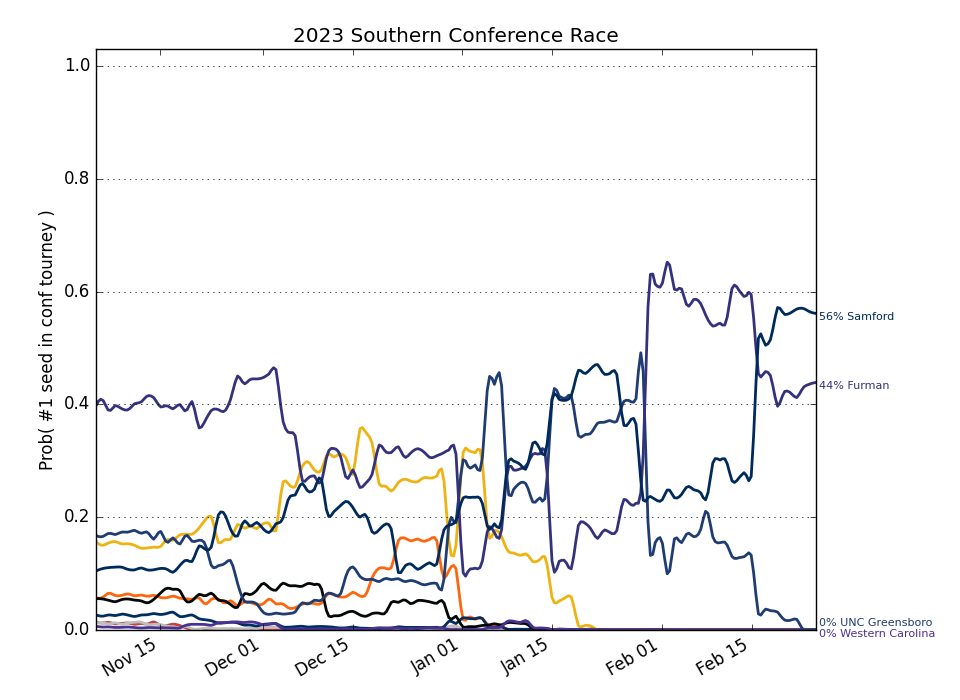 2023 Southern Conference Race
Prob( #1 seed in conf tourney )
1.0
0.8
0.6
0.4
0.2
0.0
56% Samford
44% Furman
0% UNC Greensboro
0% Western Carolina
Nov 15
Dec 01
Dec 15
Jan 01
Jan 15
Feb 01
Feb 15